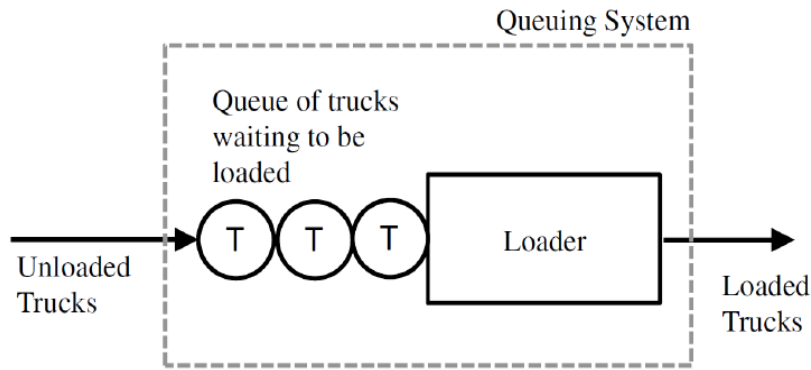 Queuing System
Queue of trucks
waiting to be
loaded
T T T
Loader
Unloaded
Trucks
Loaded
Trucks